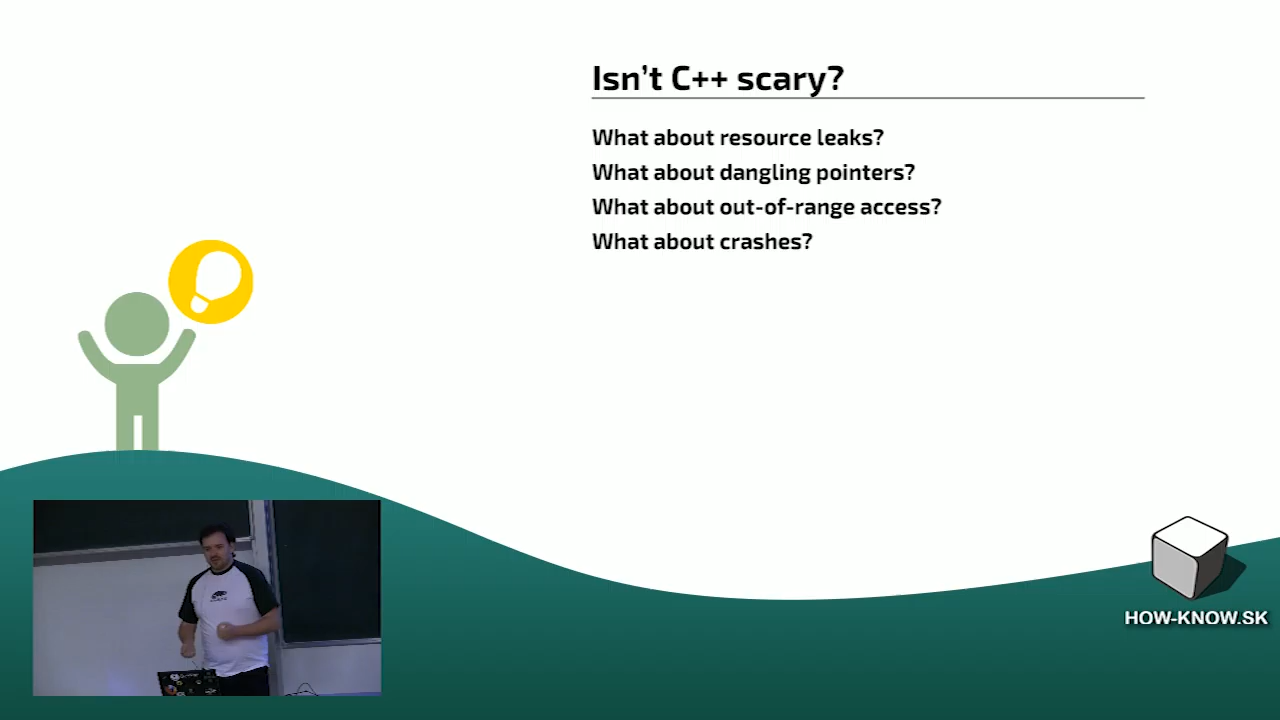 Isn't C++ scary?
What about resource leaks?
What about dangling pointers?
What about out-of-range access?
What about crashes?
HOW-KNOW.SK